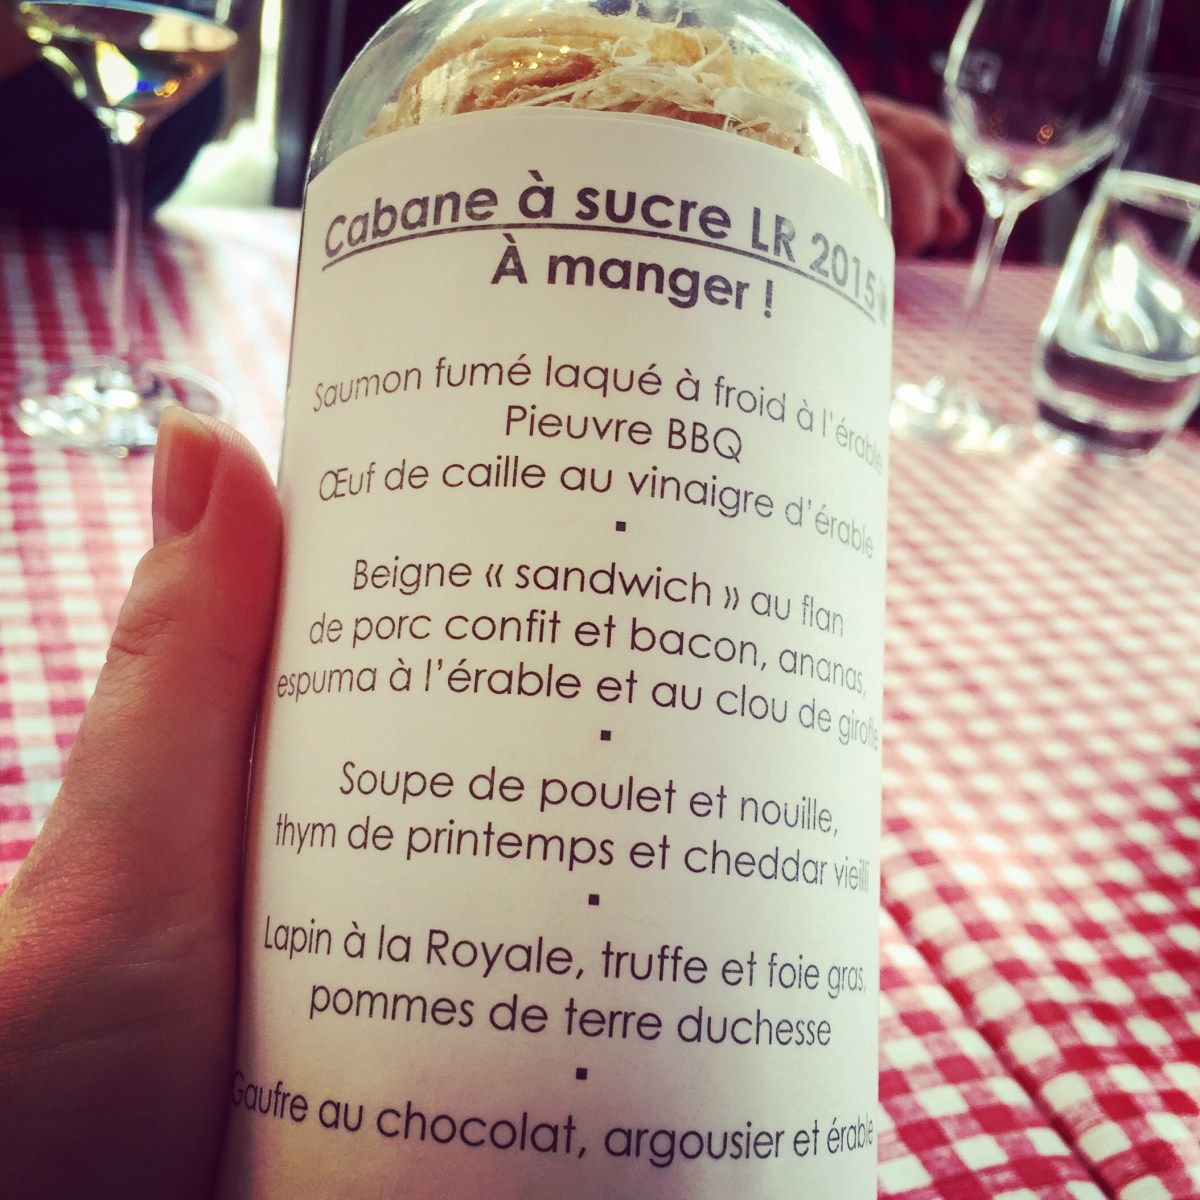 Cabane à sucre LR 2015
À manger !
Saumon fumé laqué à froid à l'érable
Pieuvre BBQ
Œuf de caille au vinaigre d'érable
Beigne « sandwich » au flan
de porc confit et bacon, ananas,
espuma à l'érable et au clou de girofle
Soupe de poulet et nouille,
thym de printemps et cheddar vieilli
Lapin à la Royale, truffe et foie gras,
pommes de terre duchesse
Gaufre au chocolat, argousier et érable